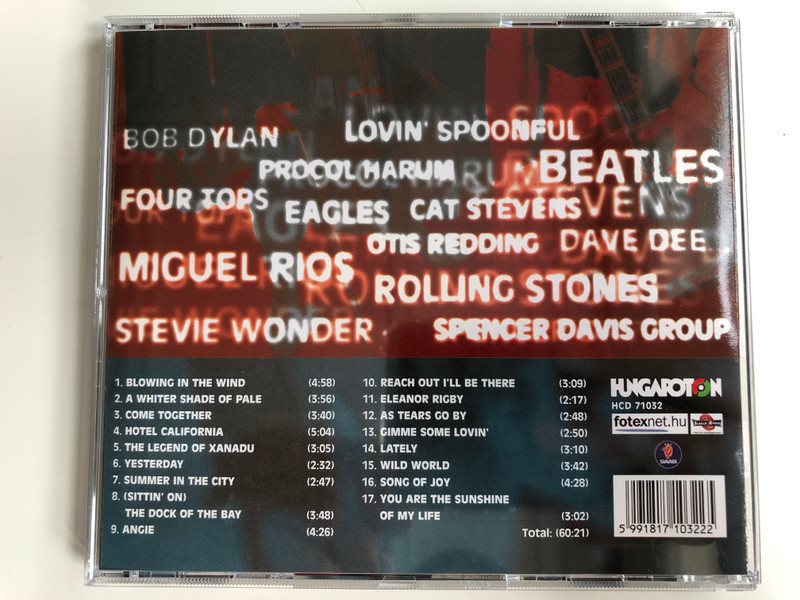 BOB DYLAN
LOVIN' SPOONFUL
PROCOL HARUM
BEATLES
FOUR TOPS
EAGLES
CAT STEVENS
OTIS REDDING
DAVE DEE
MIGUEL RIOS
ROLLING STONES
STEVIE WONDER
SPENCER DAVIS GROUP
1. BLOWING IN THE WIND (4:58)
2. A WHITER SHADE OF PALE (3:56)
3. COME TOGETHER (3:40)
4. HOTEL CALIFORNIA (5:04)
5. THE LEGEND OF XANADU (3:05)
6. YESTERDAY (2:32)
7. SUMMER IN THE CITY (2:47)
8. (SITTIN' ON)
THE DOCK OF THE BAY (3:48)
9. ANGIE (4:26)
10. REACH OUT I'LL BE THERE (3:09)
11. ELEANOR RIGBY (2:17)
12. AS TEARS GO BY (2:48)
13. GIMME SOME LOVIN' (2:50)
14. LATELY (3:10)
15. WILD WORLD (3:42)
16. SONG OF JOY (4:28)
17. YOU ARE THE SUNSHINE
OF MY LIFE (3:02)
Total: (60:21)
HUNGAROTON
HCD 71032
fotexnet.hu
SAAB
5 991817 103222